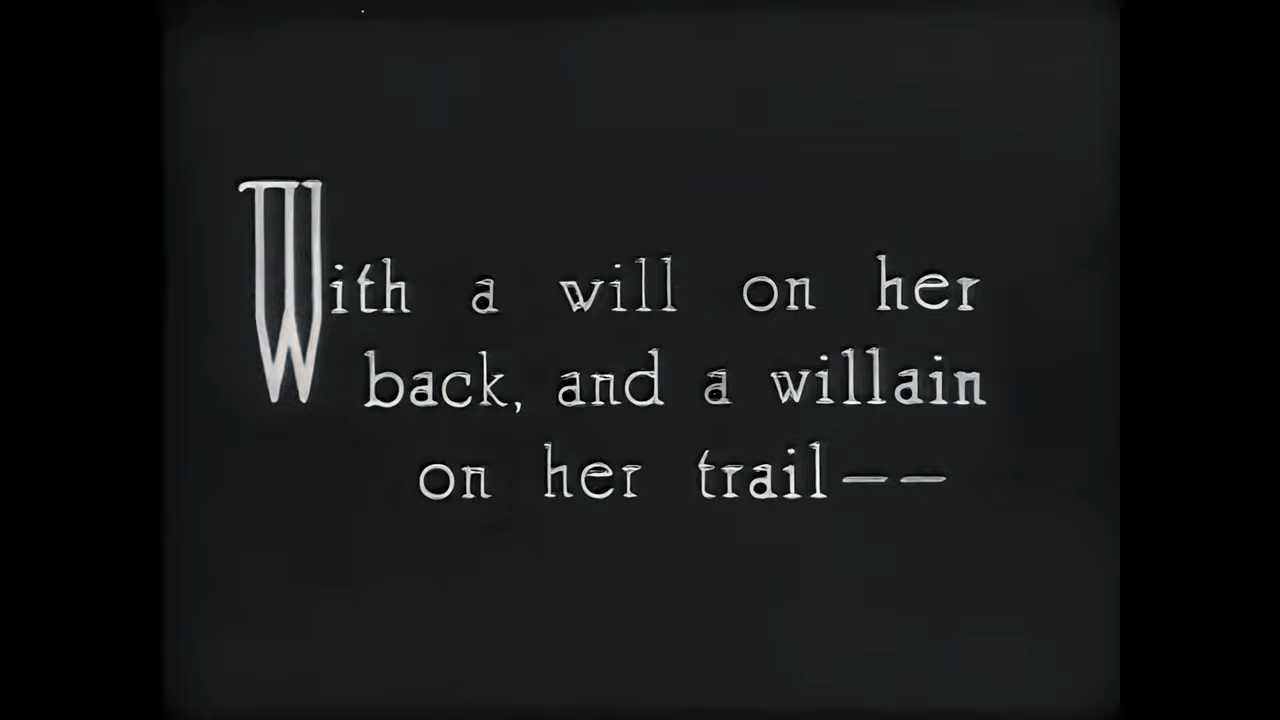 With a will on her
back, and a willain
on her trail——